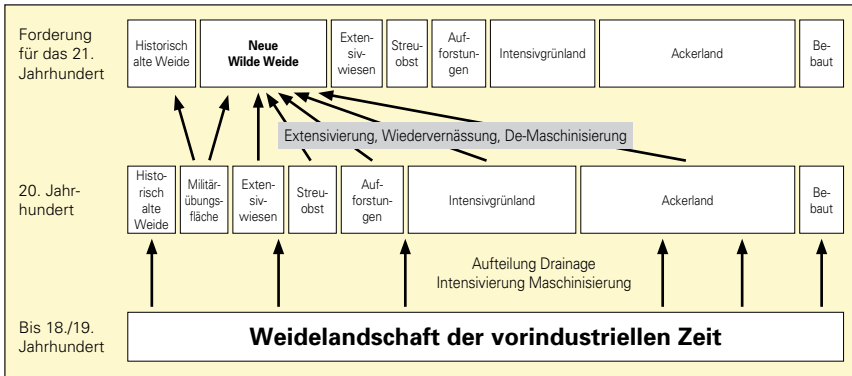 Forderung
für das 21.
Jahrhundert
Historisch
alte Weide
Neue
Wilde Weide
Exten-
sivwiesen
Streu-
obst
Auf-
forstun-
gen
Intensivgrünland
Ackerland
Be-
baut
Extensivierung, Wiedervernässung, De-Maschinisierung
20. Jahr-
hundert
Histo-
risch
alte
Weide
Militär-
übungs-
fläche
Exten-
siv-
wiesen
Streu-
obst
Auf-
forstun-
gen
Intensivgrünland
Ackerland
Be-
baut
Aufteilung Drainage
Intensivierung Maschinisierung
Bis 18./19.
Jahrhundert
Weidelandschaft der vorindustriellen Zeit